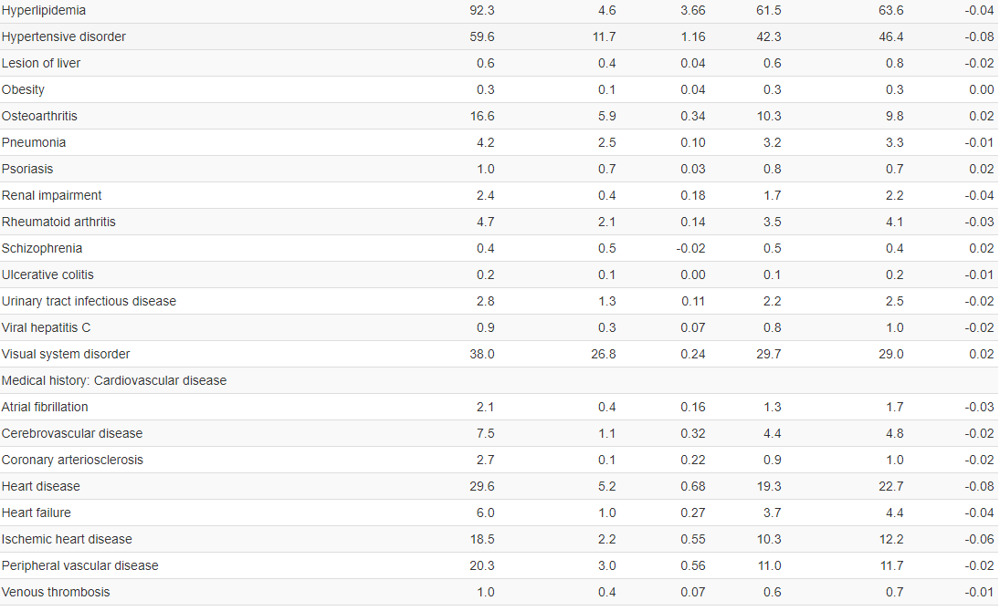 Hyperlipidemia 92.3 4.6 3.66 61.5 63.6 -0.04
Hypertensive disorder 59.6 11.7 1.16 42.3 46.4 -0.08
Lesion of liver 0.6 0.4 0.04 0.6 0.8 -0.02
Obesity 0.3 0.1 0.04 0.3 0.3 0.00
Osteoarthritis 16.6 5.9 0.34 10.3 9.8 0.02
Pneumonia 4.2 2.5 0.10 3.2 3.3 -0.01
Psoriasis 1.0 0.7 0.03 0.8 0.7 0.02
Renal impairment 2.4 0.4 0.18 1.7 2.2 -0.04
Rheumatoid arthritis 4.7 2.1 0.14 3.5 4.1 -0.03
Schizophrenia 0.4 0.5 -0.02 0.5 0.4 0.02
Ulcerative colitis 0.2 0.1 0.00 0.1 0.2 -0.01
Urinary tract infectious disease 2.8 1.3 0.11 2.2 2.5 -0.02
Viral hepatitis C 0.9 0.3 0.07 0.8 1.0 -0.02
Visual system disorder 38.0 26.8 0.24 29.7 29.0 0.02
Medical history: Cardiovascular disease
Atrial fibrillation 2.1 0.4 0.16 1.3 1.7 -0.03
Cerebrovascular disease 7.5 1.1 0.32 4.4 4.8 -0.02
Coronary arteriosclerosis 2.7 0.1 0.22 0.9 1.0 -0.02
Heart disease 29.6 5.2 0.68 19.3 22.7 -0.08
Heart failure 6.0 1.0 0.27 3.7 4.4 -0.04
Ischemic heart disease 18.5 2.2 0.55 10.3 12.2 -0.06
Peripheral vascular disease 20.3 3.0 0.56 11.0 11.7 -0.02
Venous thrombosis 1.0 0.4 0.07 0.6 0.7 -0.01